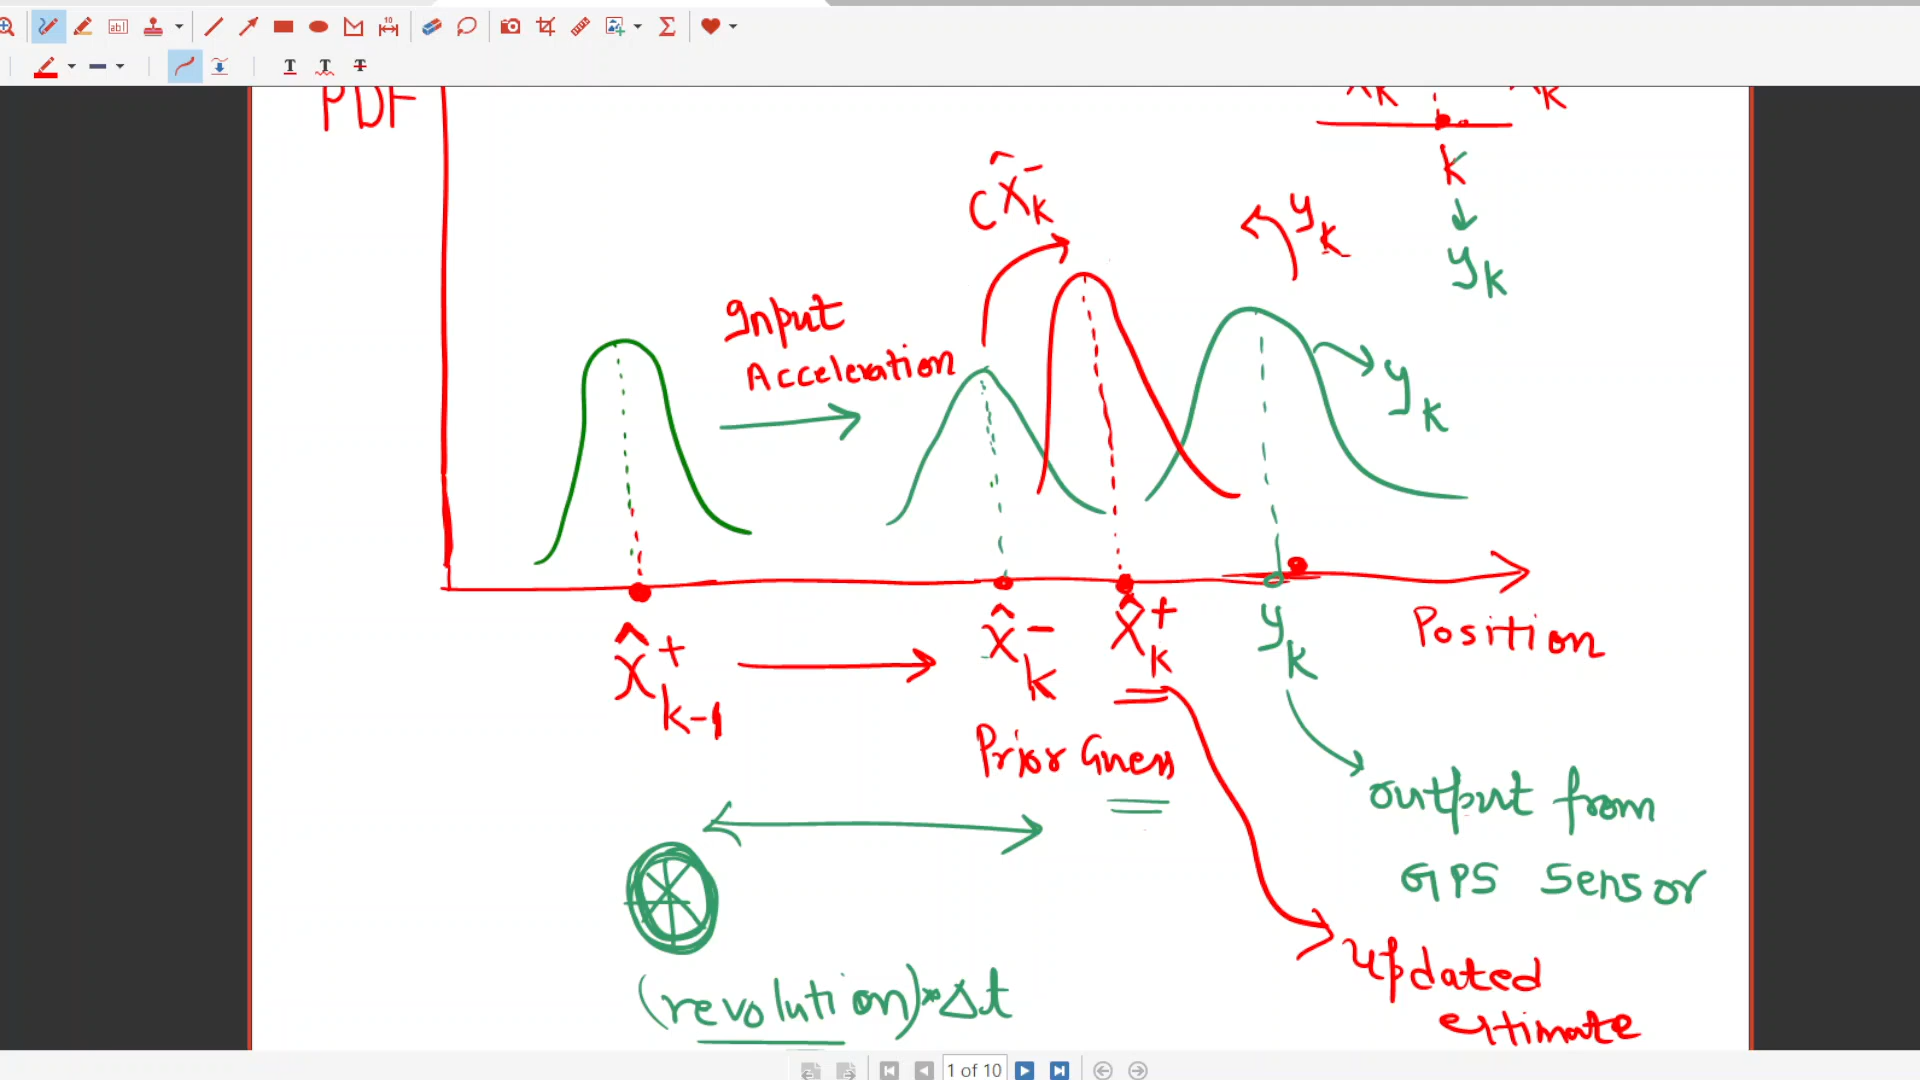 PDF
x̂k
x̂k
k
yk
Cx̂k⁻
yk
yk
Input
Acceleration
x̂⁺k-1
x̂⁻k
x̂⁺k
yk
Position
Prior Guess
output from
GPS Sensor
(revolution)*Δt
updated
estimate
1 of 10